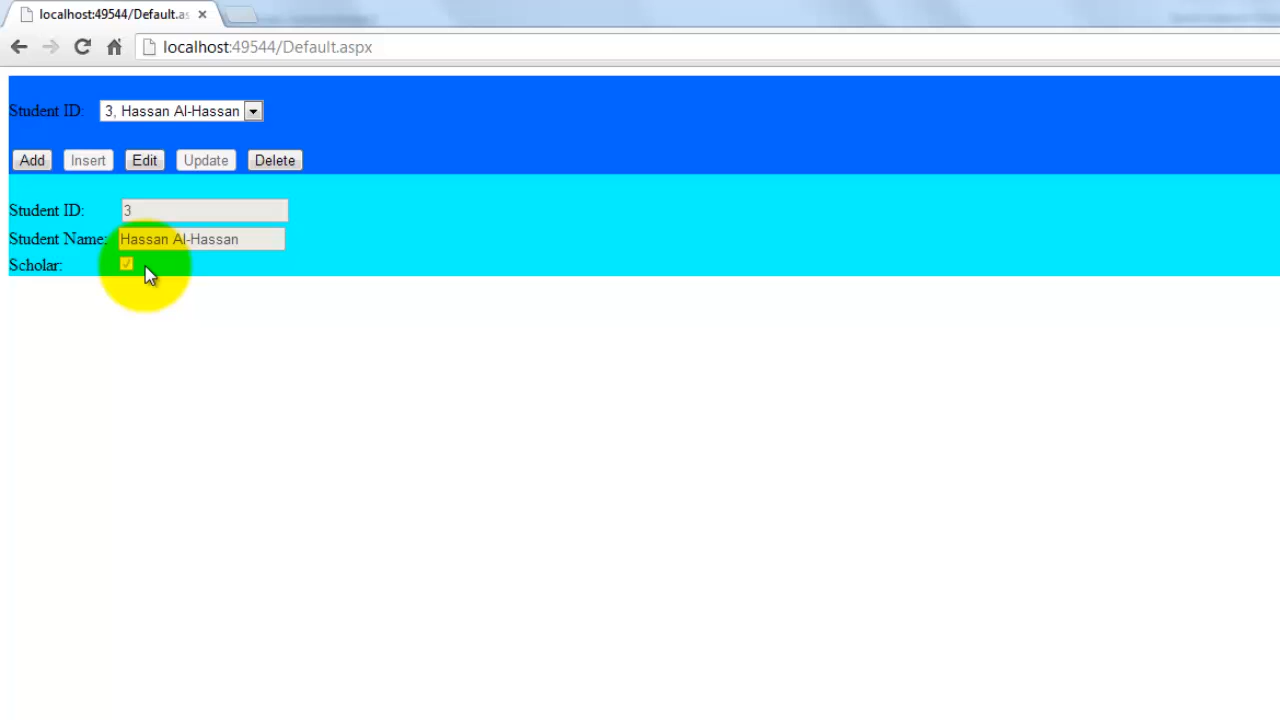 localhost:49544/Default.as
localhost:49544/Default.aspx
Student ID: 3, Hassan Al-Hassan
Add Insert Edit Update Delete
Student ID: 3
Student Name: Hassan Al-Hassan
Scholar: